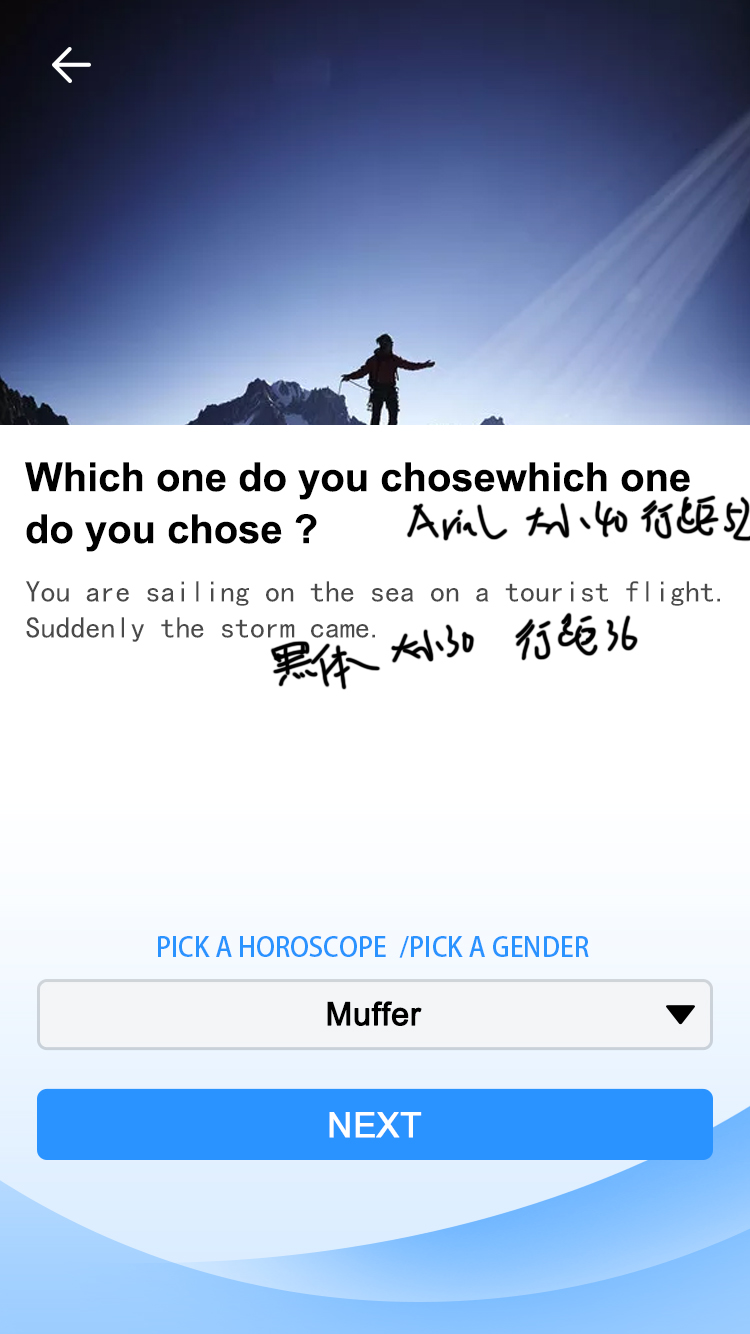 Which one do you chosewhich one
do you chose ?
Arial 大小40 行距52
You are sailing on the sea on a tourist flight.
Suddenly the storm came.
黑体 大小30 行距36
PICK A HOROSCOPE /PICK A GENDER
Muffer
NEXT